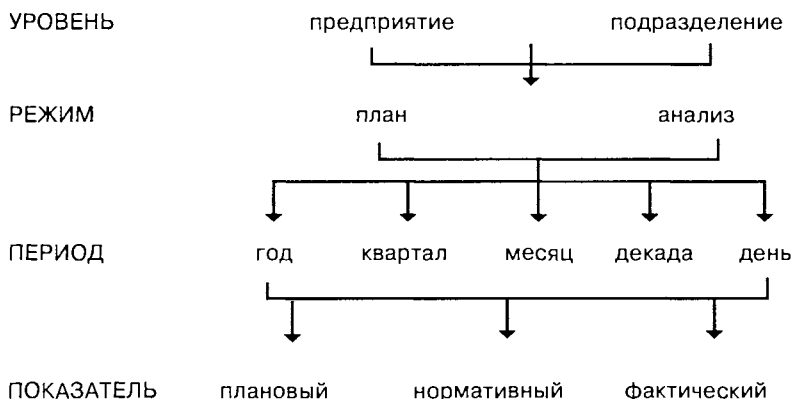 УРОВЕНЬ предприятие подразделение
РЕЖИМ план анализ
ПЕРИОД год квартал месяц декада день
ПОКАЗАТЕЛЬ плановый нормативный фактический